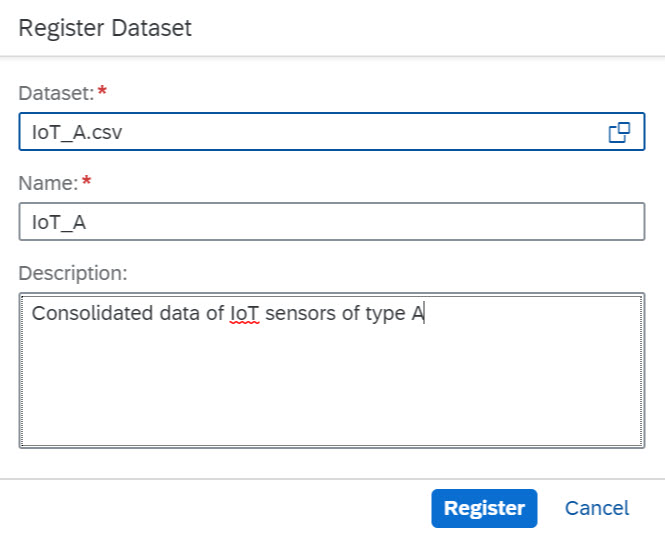 Register Dataset
Dataset:*
IoT_A.csv
Name:*
IoT_A
Description:
Consolidated data of IoT sensors of type A
Register Cancel